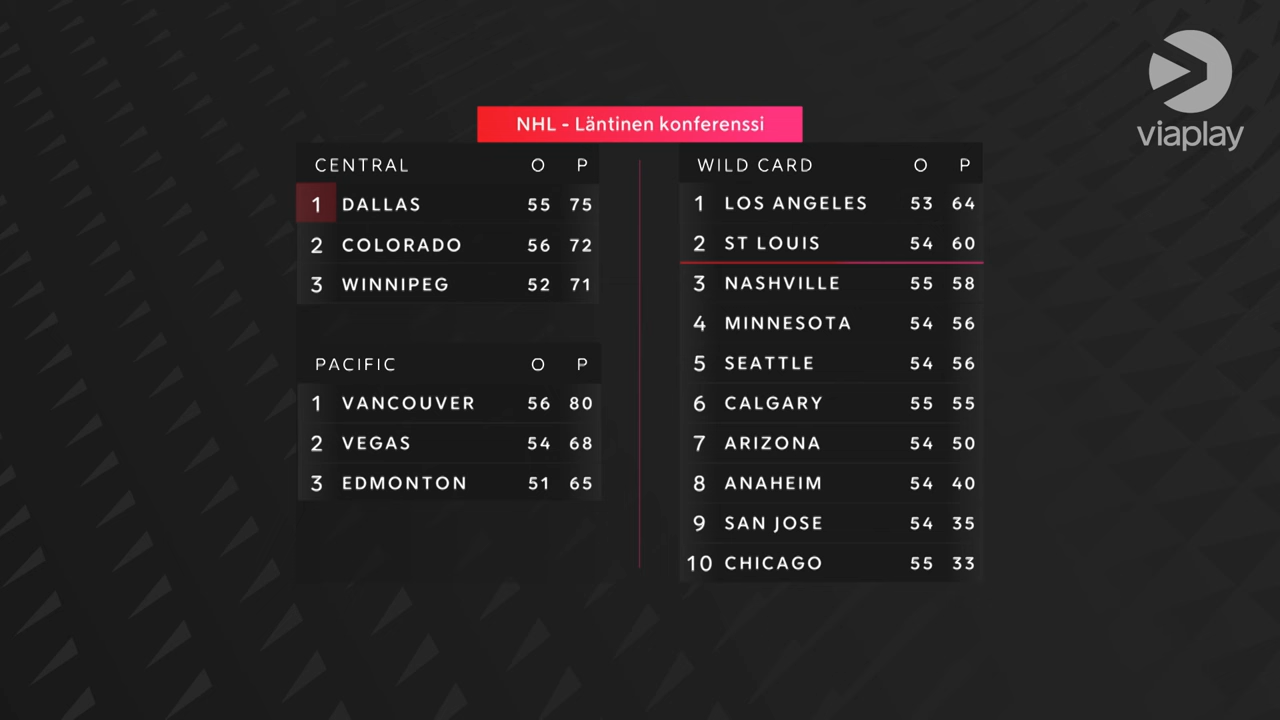 viaplay
NHL - Läntinen konferenssi
CENTRAL O P
1 DALLAS 55 75
2 COLORADO 56 72
3 WINNIPEG 52 71
PACIFIC O P
1 VANCOUVER 56 80
2 VEGAS 54 68
3 EDMONTON 51 65
WILD CARD O P
1 LOS ANGELES 53 64
2 ST LOUIS 54 60
3 NASHVILLE 55 58
4 MINNESOTA 54 56
5 SEATTLE 54 56
6 CALGARY 55 55
7 ARIZONA 54 50
8 ANAHEIM 54 40
9 SAN JOSE 54 35
10 CHICAGO 55 33